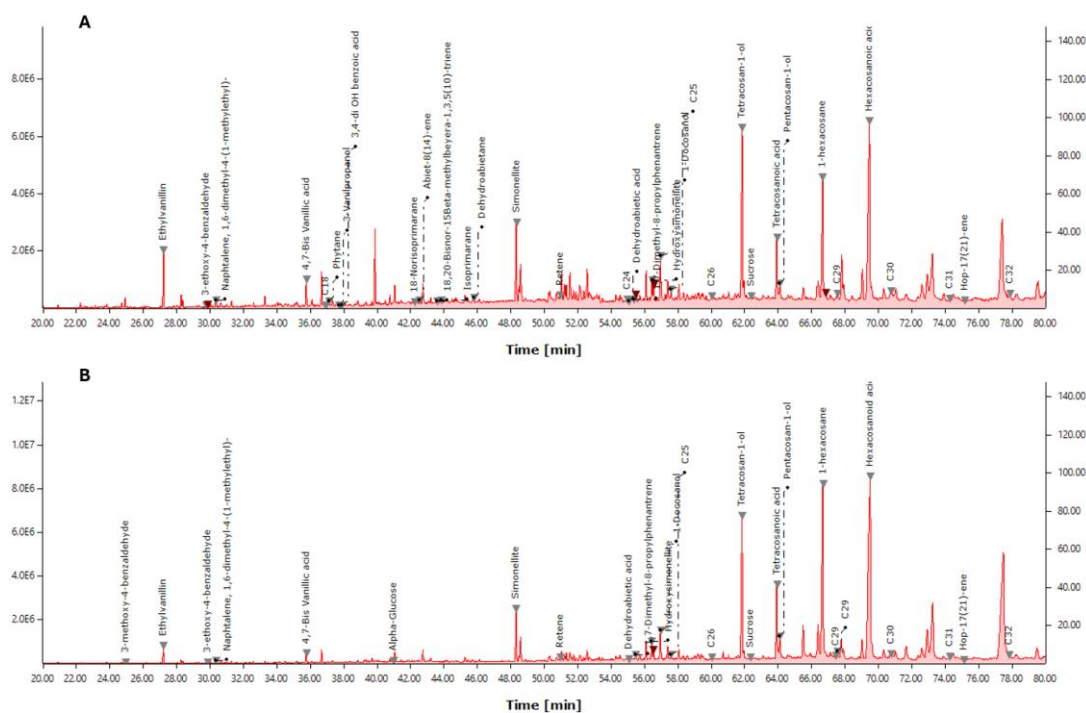 A
8.0E6
6.0E6
4.0E6
2.0E6
140.00
120.00
100.00
80.00
60.00
40.00
20.00
Ethylvanillin
3-ethoxy-4-benzaldehyde
Naphtalene, 1,6-dimethyl-4-(1-methylethyl)-
4,7-Bis Vanillic acid
C18
Phytane
3-Vanilpropanol
3,4-di OH benzoic acid
18-Norisoprimarane
Abiet-8(14)-ene
18,20-Bisnor-15Beta-methylbeyera-1,3,5(10)-triene
Isoprimarane
Dehydroabietane
Simonellite
Retene
C24
Dehydroabietic acid
7-Dimethyl-8-propylphenantrene
Hydroxysimonellite
1-Docosanol
C25
C26
Tetracosan-1-ol
Sucrose
Tetracosanoic acid
Pentacosan-1-ol
1-hexacosane
C29
Hexacosanoic acid
C30
C31
Hop-17(21)-ene
C32
20.00 22.00 24.00 26.00 28.00 30.00 32.00 34.00 36.00 38.00 40.00 42.00 44.00 46.00 48.00 50.00 52.00 54.00 56.00 58.00 60.00 62.00 64.00 66.00 68.00 70.00 72.00 74.00 76.00 78.00 80.00
Time [min]
B
1.2E7
1.0E7
8.0E6
6.0E6
4.0E6
2.0E6
140.00
120.00
100.00
80.00
60.00
40.00
20.00
3-methoxy-4-benzaldehyde
Ethylvanillin
3-ethoxy-4-benzaldehyde
Naphtalene, 1,6-dimethyl-4-(1-methylethyl)-
4,7-Bis Vanillic acid
Alpha-Glucose
Simonellite
Retene
Dehydroabietic acid
7-Dimethyl-8-propylphenantrene
Hydroxysimonellite
1-Docosanol
C25
C26
Tetracosan-1-ol
Sucrose
Tetracosanoic acid
Pentacosan-1-ol
1-hexacosane
C29
C29
Hexacosanoid acid
C30
C31
Hop-17(21)-ene
C32
20.00 22.00 24.00 26.00 28.00 30.00 32.00 34.00 36.00 38.00 40.00 42.00 44.00 46.00 48.00 50.00 52.00 54.00 56.00 58.00 60.00 62.00 64.00 66.00 68.00 70.00 72.00 74.00 76.00 78.00 80.00
Time [min]